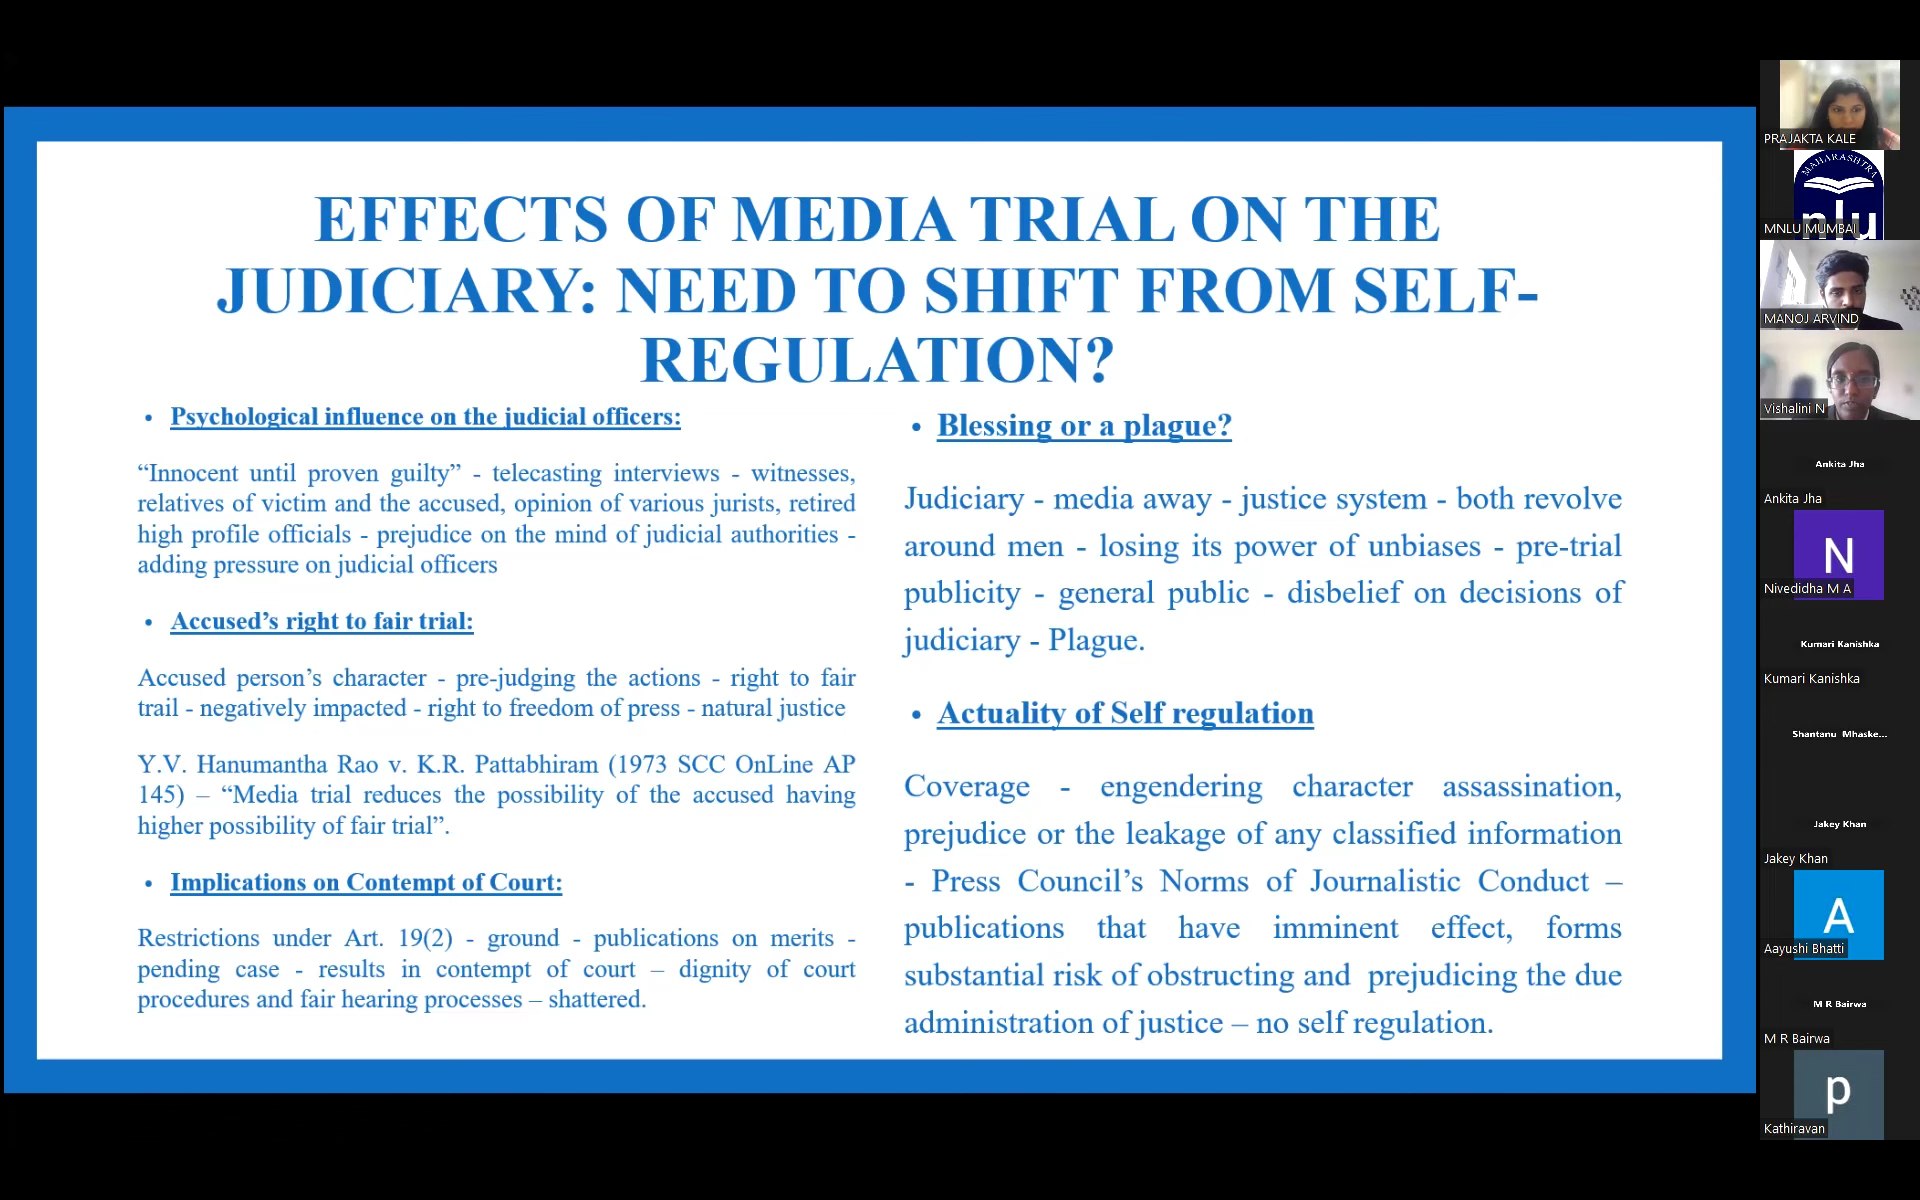 EFFECTS OF MEDIA TRIAL ON THE
JUDICIARY: NEED TO SHIFT FROM SELF-
REGULATION?
• Psychological influence on the judicial officers:
“Innocent until proven guilty” - telecasting interviews - witnesses,
relatives of victim and the accused, opinion of various jurists, retired
high profile officials - prejudice on the mind of judicial authorities -
adding pressure on judicial officers
• Accused’s right to fair trial:
Accused person’s character - pre-judging the actions - right to fair
trail - negatively impacted - right to freedom of press - natural justice
Y.V. Hanumantha Rao v. K.R. Pattabhiram (1973 SCC OnLine AP
145) – “Media trial reduces the possibility of the accused having
higher possibility of fair trial”.
• Implications on Contempt of Court:
Restrictions under Art. 19(2) - ground - publications on merits -
pending case - results in contempt of court – dignity of court
procedures and fair hearing processes – shattered.
• Blessing or a plague?
Judiciary - media away - justice system - both revolve
around men - losing its power of unbiases - pre-trial
publicity - general public - disbelief on decisions of
judiciary - Plague.
• Actuality of Self regulation
Coverage - engendering character assassination,
prejudice or the leakage of any classified information
- Press Council’s Norms of Journalistic Conduct –
publications that have imminent effect, forms
substantial risk of obstructing and prejudicing the due
administration of justice – no self regulation.
PRAJAKTA KALE
MAHARASHTRA
nlu
MNLU MUMBAI
MANOJ ARVIND
Vishalini N
Ankita Jha
Ankita Jha
N
Nivedidha M A
Kumari Kanishka
Kumari Kanishka
Shantanu Mhaske...
Jakey Khan
Jakey Khan
A
Aayushi Bhatti
M R Bairwa
M R Bairwa
p
Kathiravan